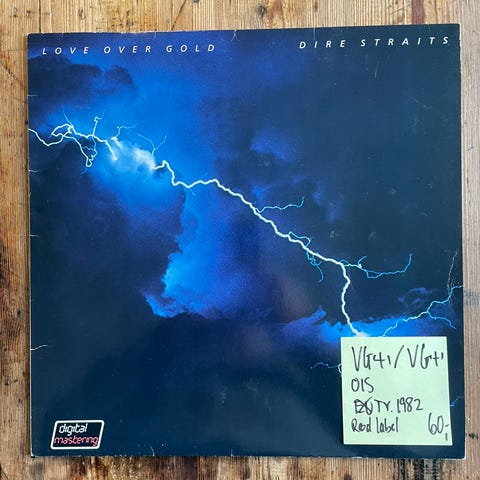 LOVE OVER GOLD
DIRE STRAITS
VG+/VG+
OIS
Tr. 1982
Red label 60,-
digital
mastering